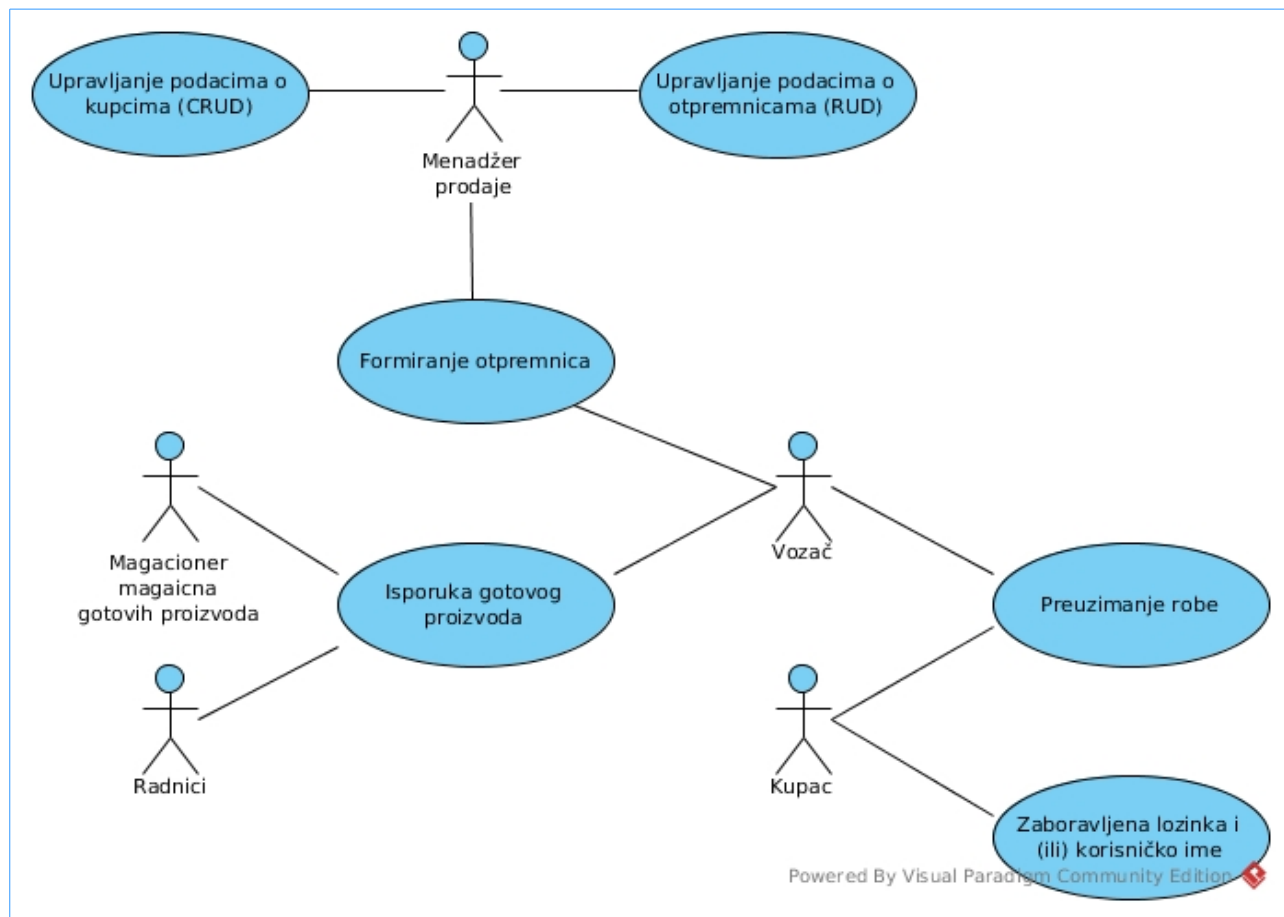 Upravljanje podacima o
kupcima (CRUD)
Upravljanje podacima o
otpremnicama (RUD)
Menadžer
prodaje
Formiranje otpremnica
Magacioner
magaicna
gotovih proizvoda
Isporuka gotovog
proizvoda
Vozač
Preuzimanje robe
Radnici
Kupac
Zaboravljena lozinka i
(ili) korisničko ime
Powered By Visual Paradigm Community Edition